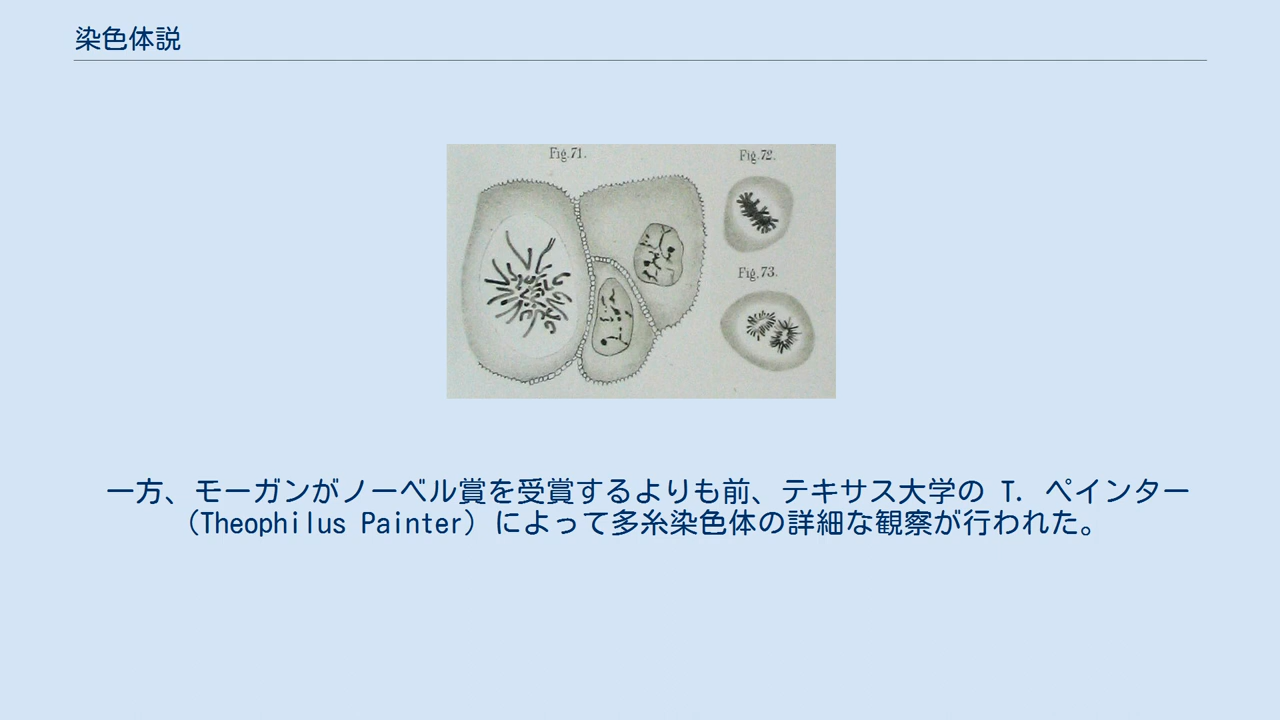 染色体説
Fig.71.
Fig.72.
Fig.73.
一方、モーガンがノーベル賞を受賞するよりも前、テキサス大学の T. ペインター
（Theophilus Painter）によって多糸染色体の詳細な観察が行われた。